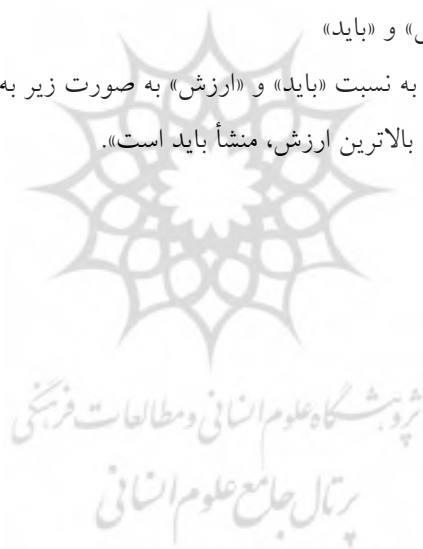 » و «باید»
به نسبت «باید» و «ارزش» به صورت زیر به
بالاترین ارزش، منشأ باید است».
پژوهشگاه علوم انسانی و مطالعات فرهنگی
پرتال جامع علوم انسانی